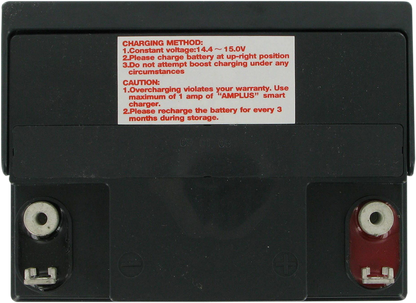 CHARGING METHOD:
1.Constant voltage:14.4 ~ 15.0V
2.Please charge battery at up-right position
3.Do not attempt boost charging under any
circumstances
CAUTION:
1.Overcharging violates your warranty. Use
maximum of 1 amp of "AMPLUS" smart
charger.
2.Please recharge the battery for every 3
months during storage.